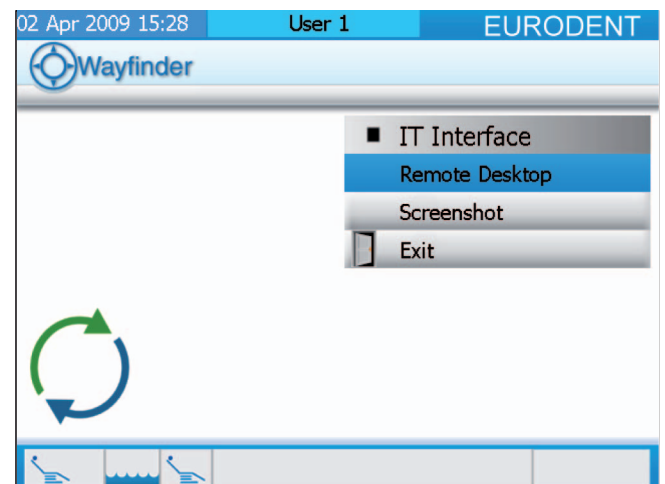 02 Apr 2009 15:28 User 1 EURODENT
Wayfinder
IT Interface
Remote Desktop
Screenshot
Exit